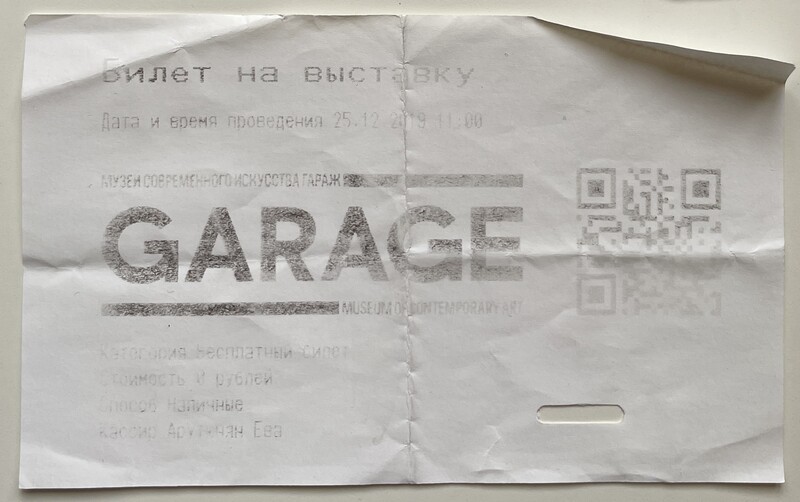 Билет на выставку
Дата и время проведения 25.12.2019 11:00
МУЗЕЙ СОВРЕМЕННОГО ИСКУССТВА ГАРАЖ
GARAGE
MUSEUM OF CONTEMPORARY ART
Категория Бесплатный билет
Стоимость 0 рублей
Способ Наличные
Кассир Арутюнян Ева